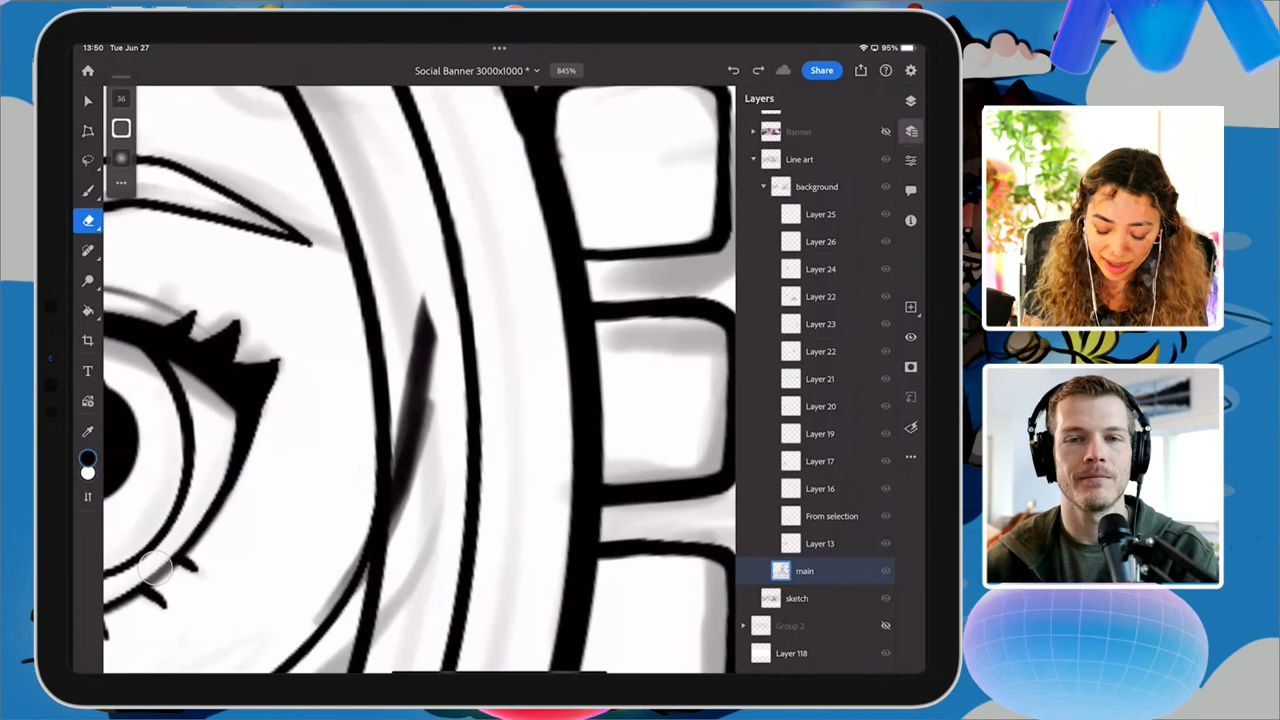 13:50 Tue Jun 27
95%
Social Banner 3000x1000 *
845%
Share
36
Layers
Banner
Line art
background
Layer 25
Layer 26
Layer 24
Layer 22
Layer 23
Layer 22
Layer 21
Layer 20
Layer 19
Layer 17
Layer 16
From selection
Layer 13
main
sketch
Group 2
Layer 118
T